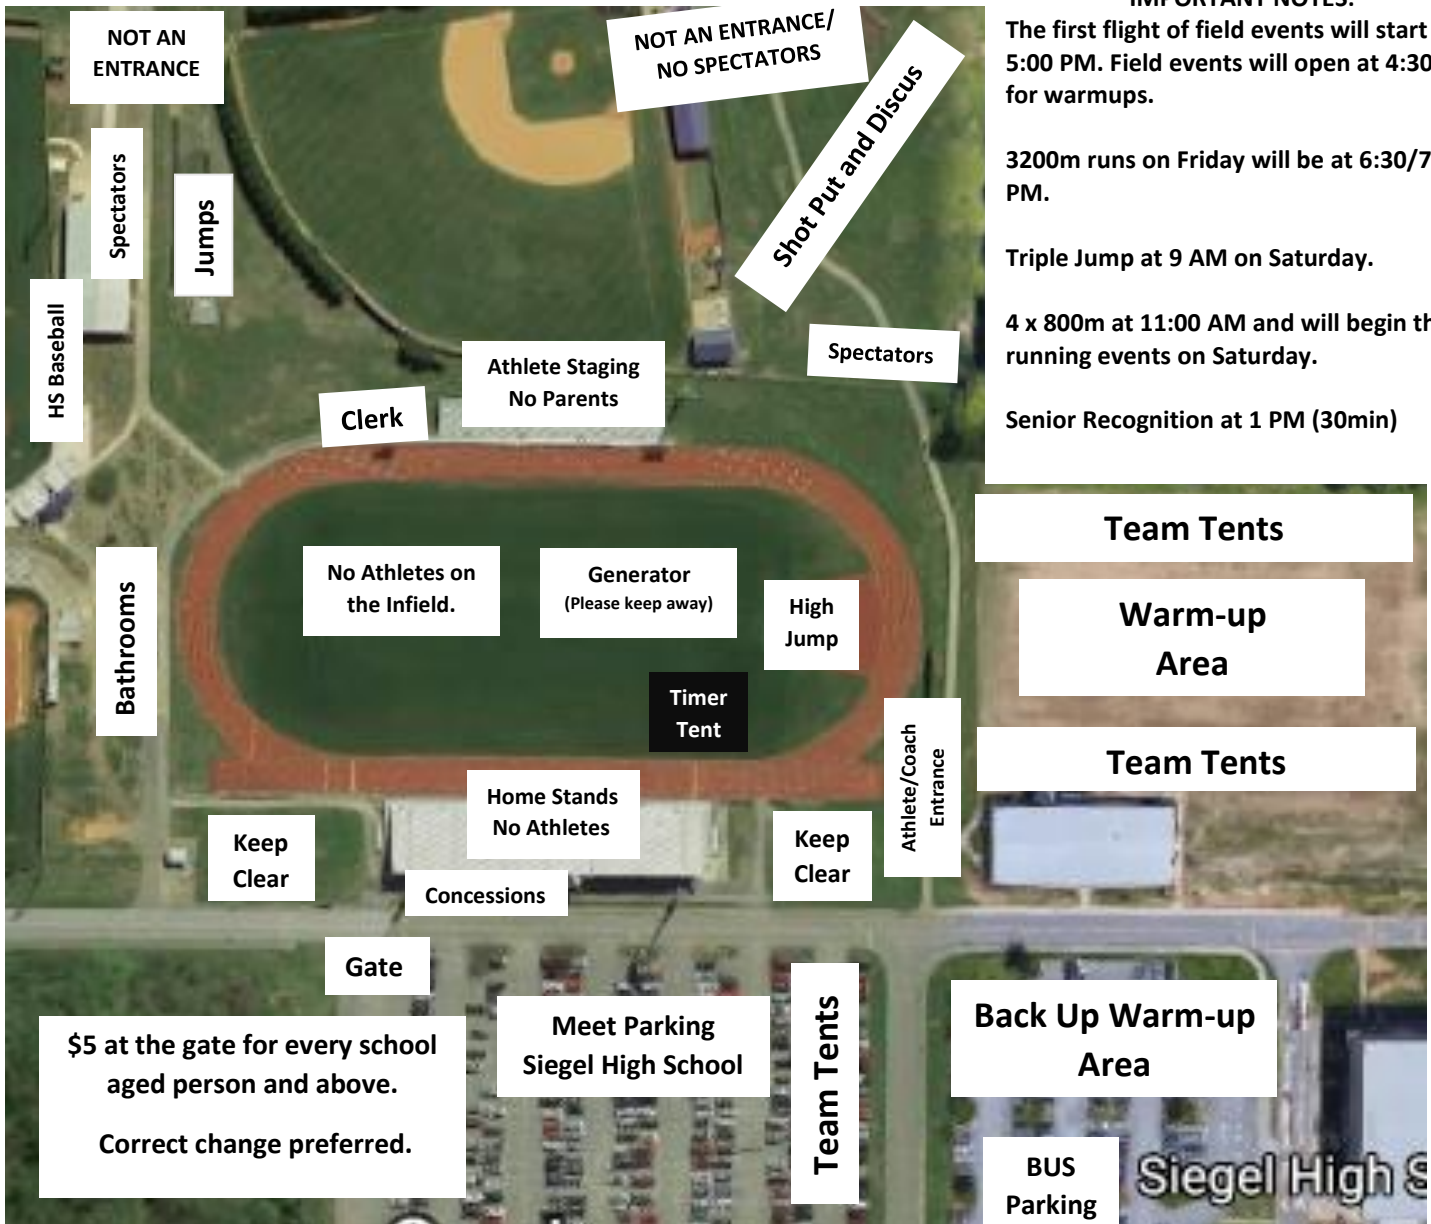 NOT AN
ENTRANCE
NOT AN ENTRANCE/
NO SPECTATORS
IMPORTANT NOTES:
The first flight of field events will start
5:00 PM. Field events will open at 4:30
for warmups.
3200m runs on Friday will be at 6:30/7
PM.
Triple Jump at 9 AM on Saturday.
4 x 800m at 11:00 AM and will begin th
running events on Saturday.
Senior Recognition at 1 PM (30min)
Spectators
Jumps
Shot Put and Discus
HS Baseball
Spectators
Athlete Staging
No Parents
Clerk
Team Tents
No Athletes on
the Infield.
Generator
(Please keep away)
High
Jump
Warm-up
Area
Bathrooms
Timer
Tent
Athlete/Coach
Entrance
Team Tents
Home Stands
No Athletes
Keep
Clear
Keep
Clear
Concessions
Gate
Meet Parking
Siegel High School
Team Tents
Back Up Warm-up
Area
$5 at the gate for every school
aged person and above.
Correct change preferred.
BUS
Parking
Siegel High S